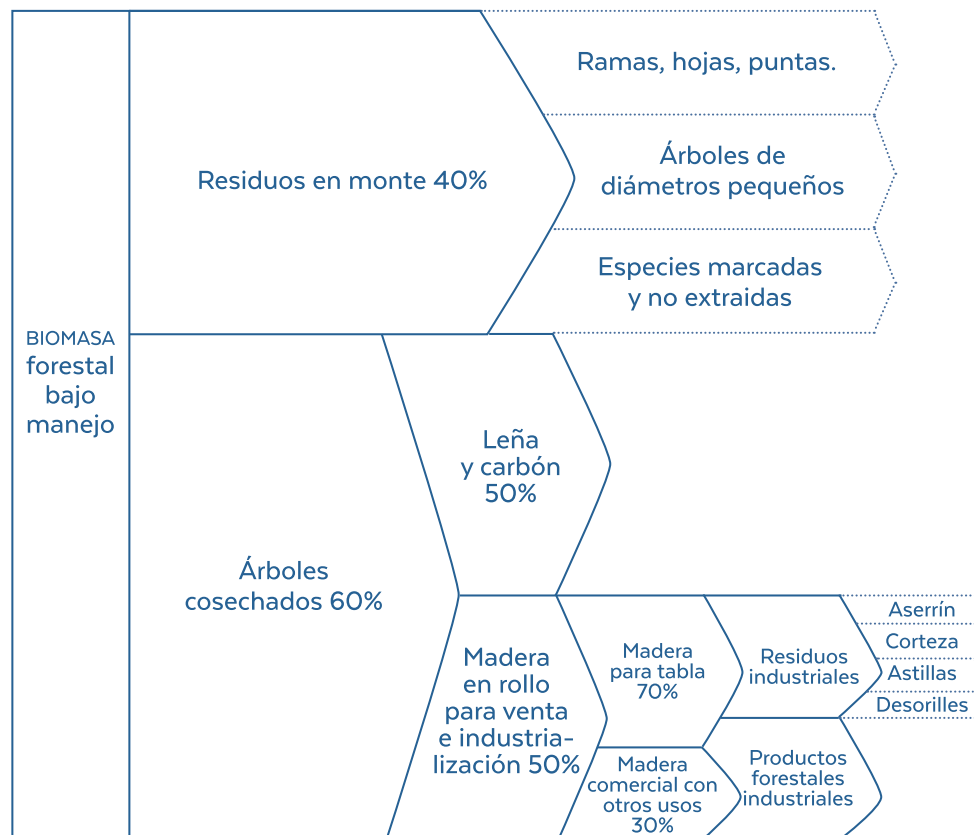 BIOMASA
forestal
bajo
manejo
Residuos en monte 40%
Ramas, hojas, puntas.
Árboles de
diámetros pequeños
Especies marcadas
y no extraidas
Árboles
cosechados 60%
Leña
y carbón
50%
Madera
en rollo
para venta
e industria-
lización 50%
Madera
para tabla
70%
Madera
comercial con
otros usos
30%
Residuos
industriales
Productos
forestales
industriales
Aserrín
Corteza
Astillas
Desorilles